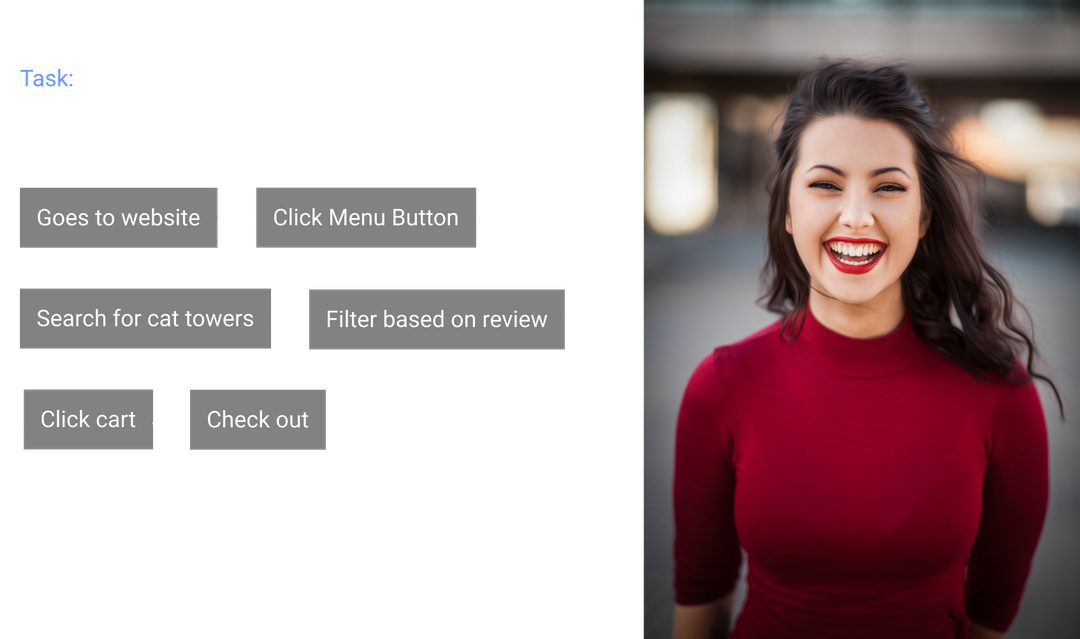 Task:
Goes to website
Click Menu Button
Search for cat towers
Filter based on review
Click cart
Check out